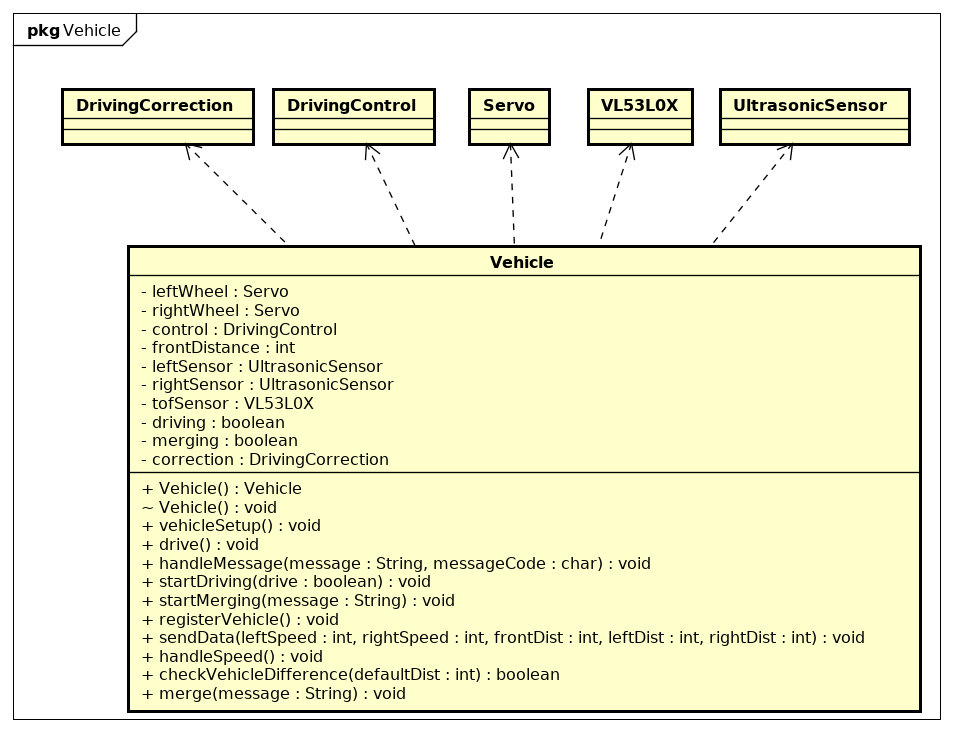 pkg Vehicle
DrivingCorrection
DrivingControl
Servo
VL53L0X
UltrasonicSensor
Vehicle
- leftWheel : Servo
- rightWheel : Servo
- control : DrivingControl
- frontDistance : int
- leftSensor : UltrasonicSensor
- rightSensor : UltrasonicSensor
- tofSensor : VL53L0X
- driving : boolean
- merging : boolean
- correction : DrivingCorrection
+ Vehicle() : Vehicle
~ Vehicle() : void
+ vehicleSetup() : void
+ drive() : void
+ handleMessage(message : String, messageCode : char) : void
+ startDriving(drive : boolean) : void
+ startMerging(message : String) : void
+ registerVehicle() : void
+ sendData(leftSpeed : int, rightSpeed : int, frontDist : int, leftDist : int, rightDist : int) : void
+ handleSpeed() : void
+ checkVehicleDifference(defaultDist : int) : boolean
+ merge(message : String) : void